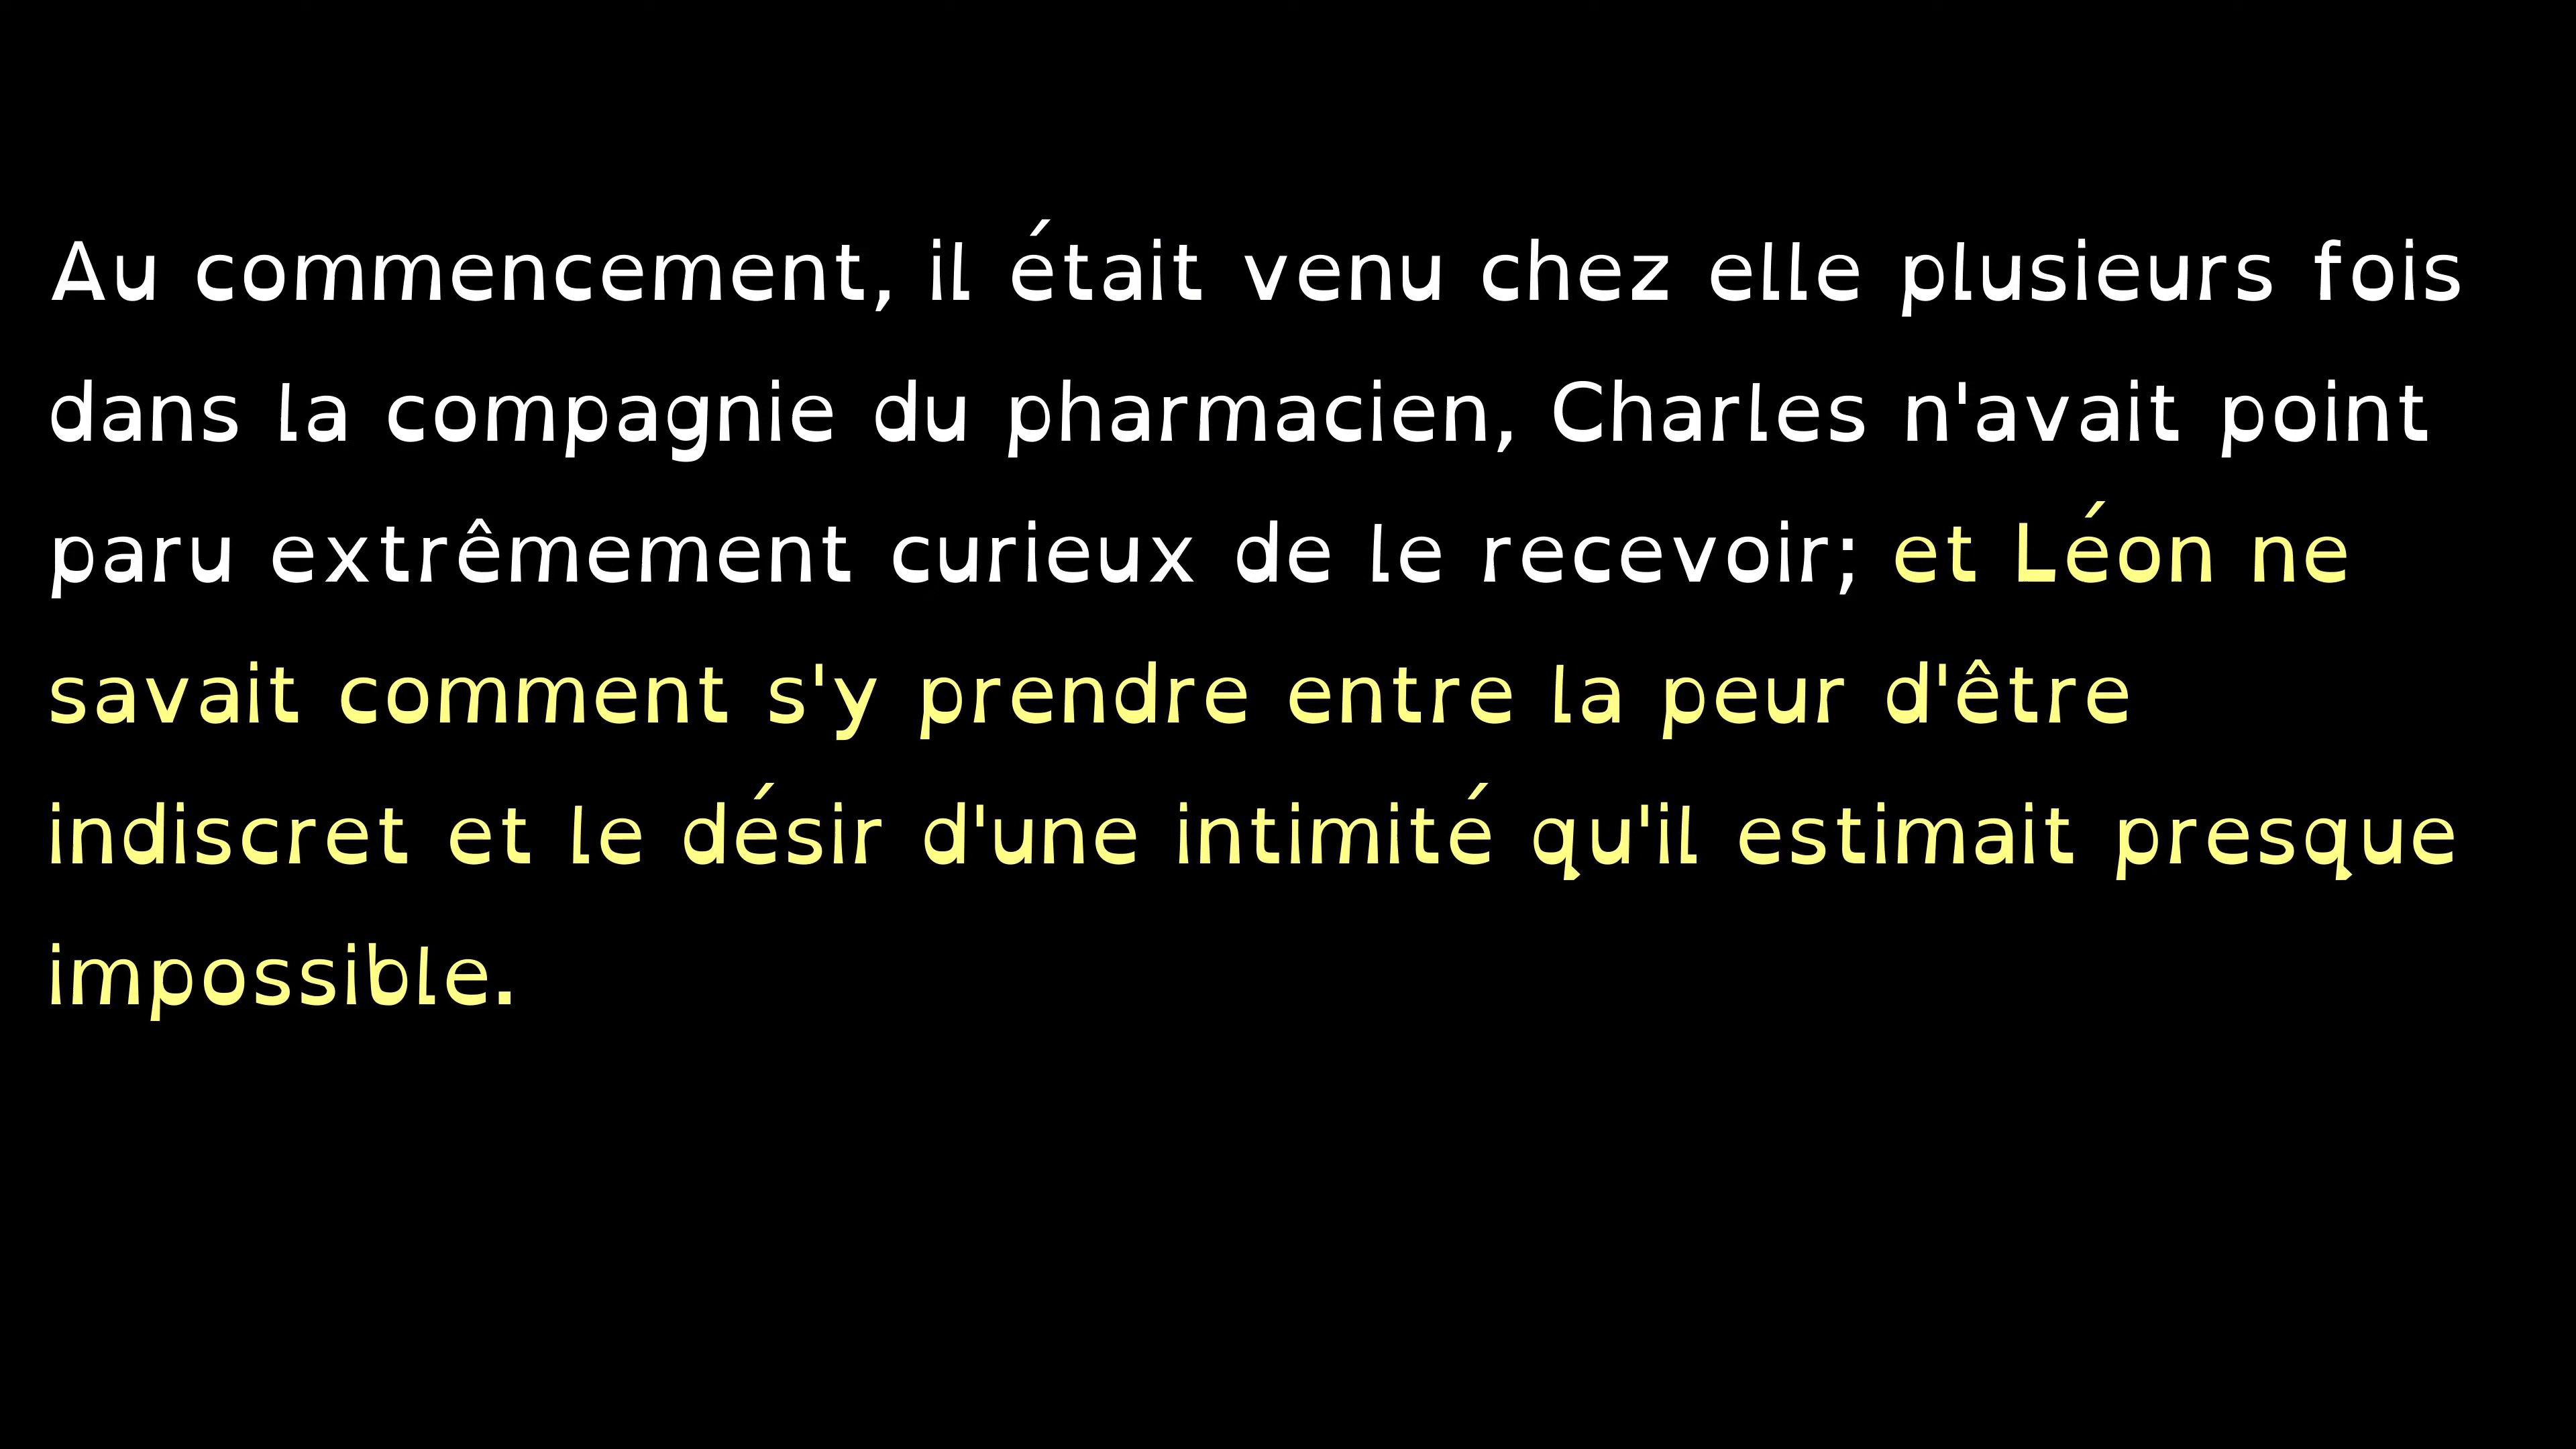 Au commencement, il était venu chez elle plusieurs fois
dans la compagnie du pharmacien, Charles n'avait point
paru extrêmement curieux de le recevoir; et Léon ne
savait comment s'y prendre entre la peur d'être
indiscret et le désir d'une intimité qu'il estimait presque
impossible.